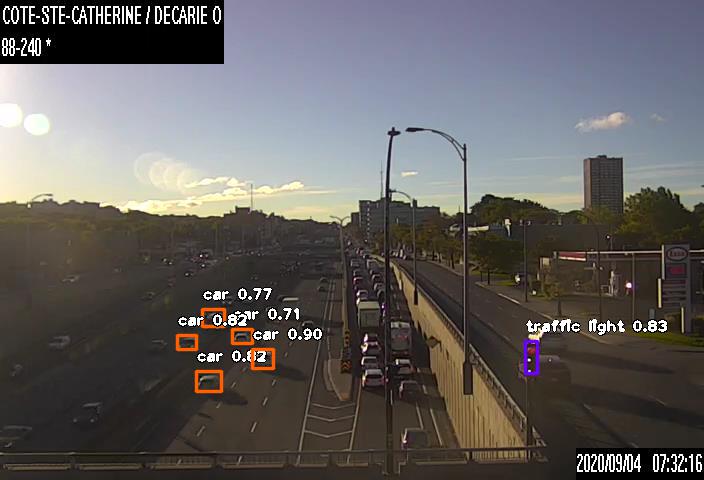 COTE-STE-CATHERINE / DECARIE O
88-240 *
Esso
car 0.77
car 0.71
car 0.82
car 0.90
car 0.82
traffic light 0.83
2020/09/04 07:32:16